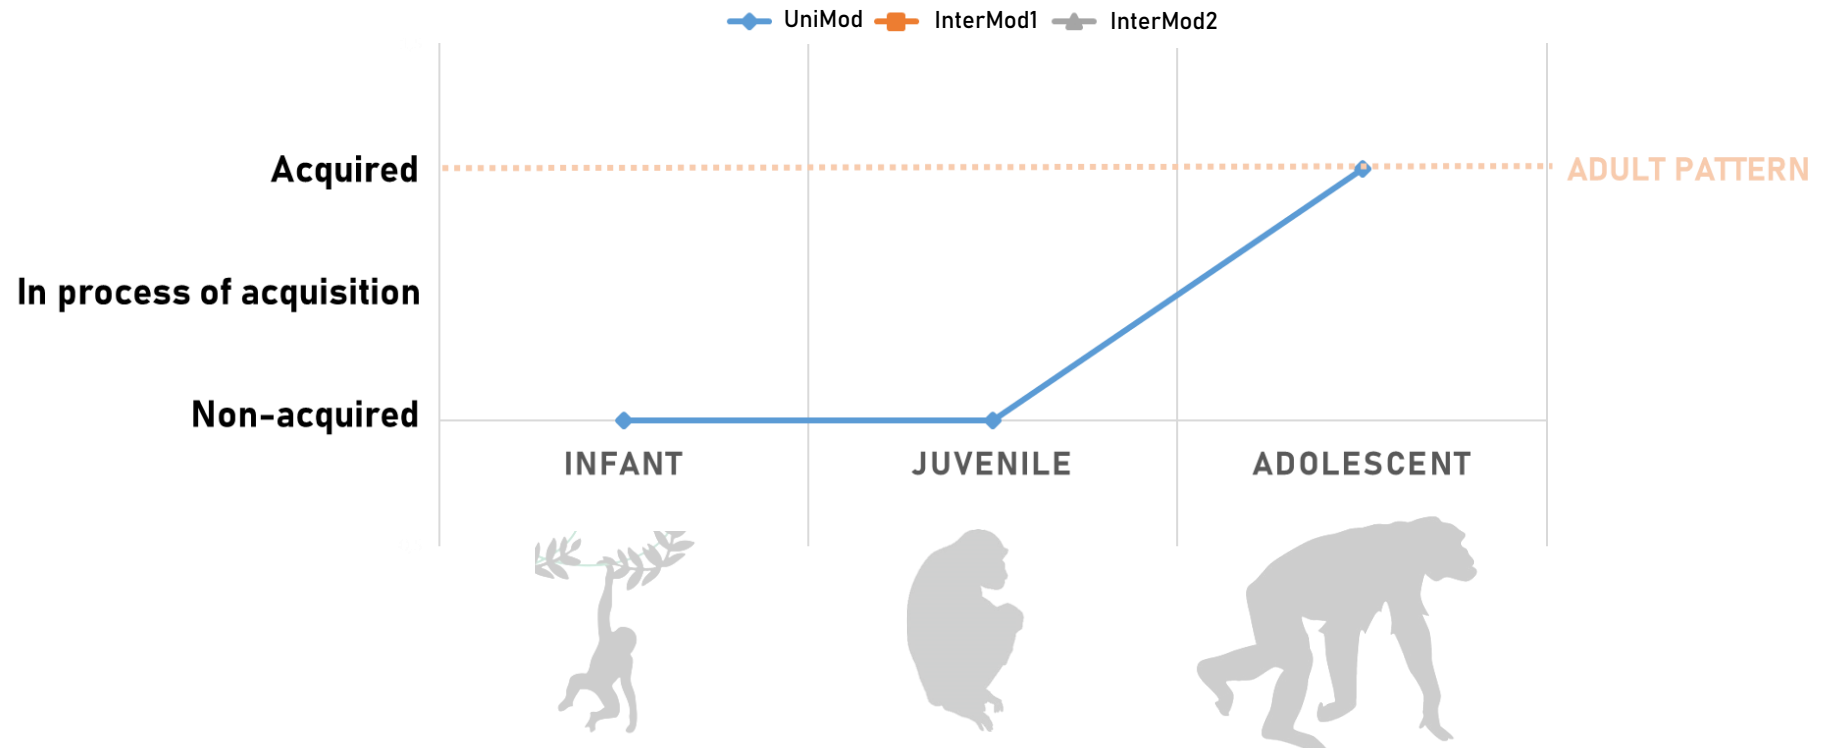 UniMod InterMod1 InterMod2
Acquired
ADULT PATTERN
In process of acquisition
Non-acquired
INFANT JUVENILE ADOLESCENT